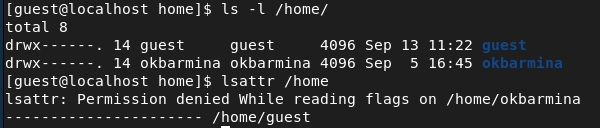 [guest@localhost home]$ ls -l /home/
total 8
drwx------. 14 guest     guest     4096 Sep 13 11:22 guest
drwx------. 14 okbarmina okbarmina 4096 Sep  5 16:45 okbarmina
[guest@localhost home]$ lsattr /home
lsattr: Permission denied While reading flags on /home/okbarmina
---------------------- /home/guest